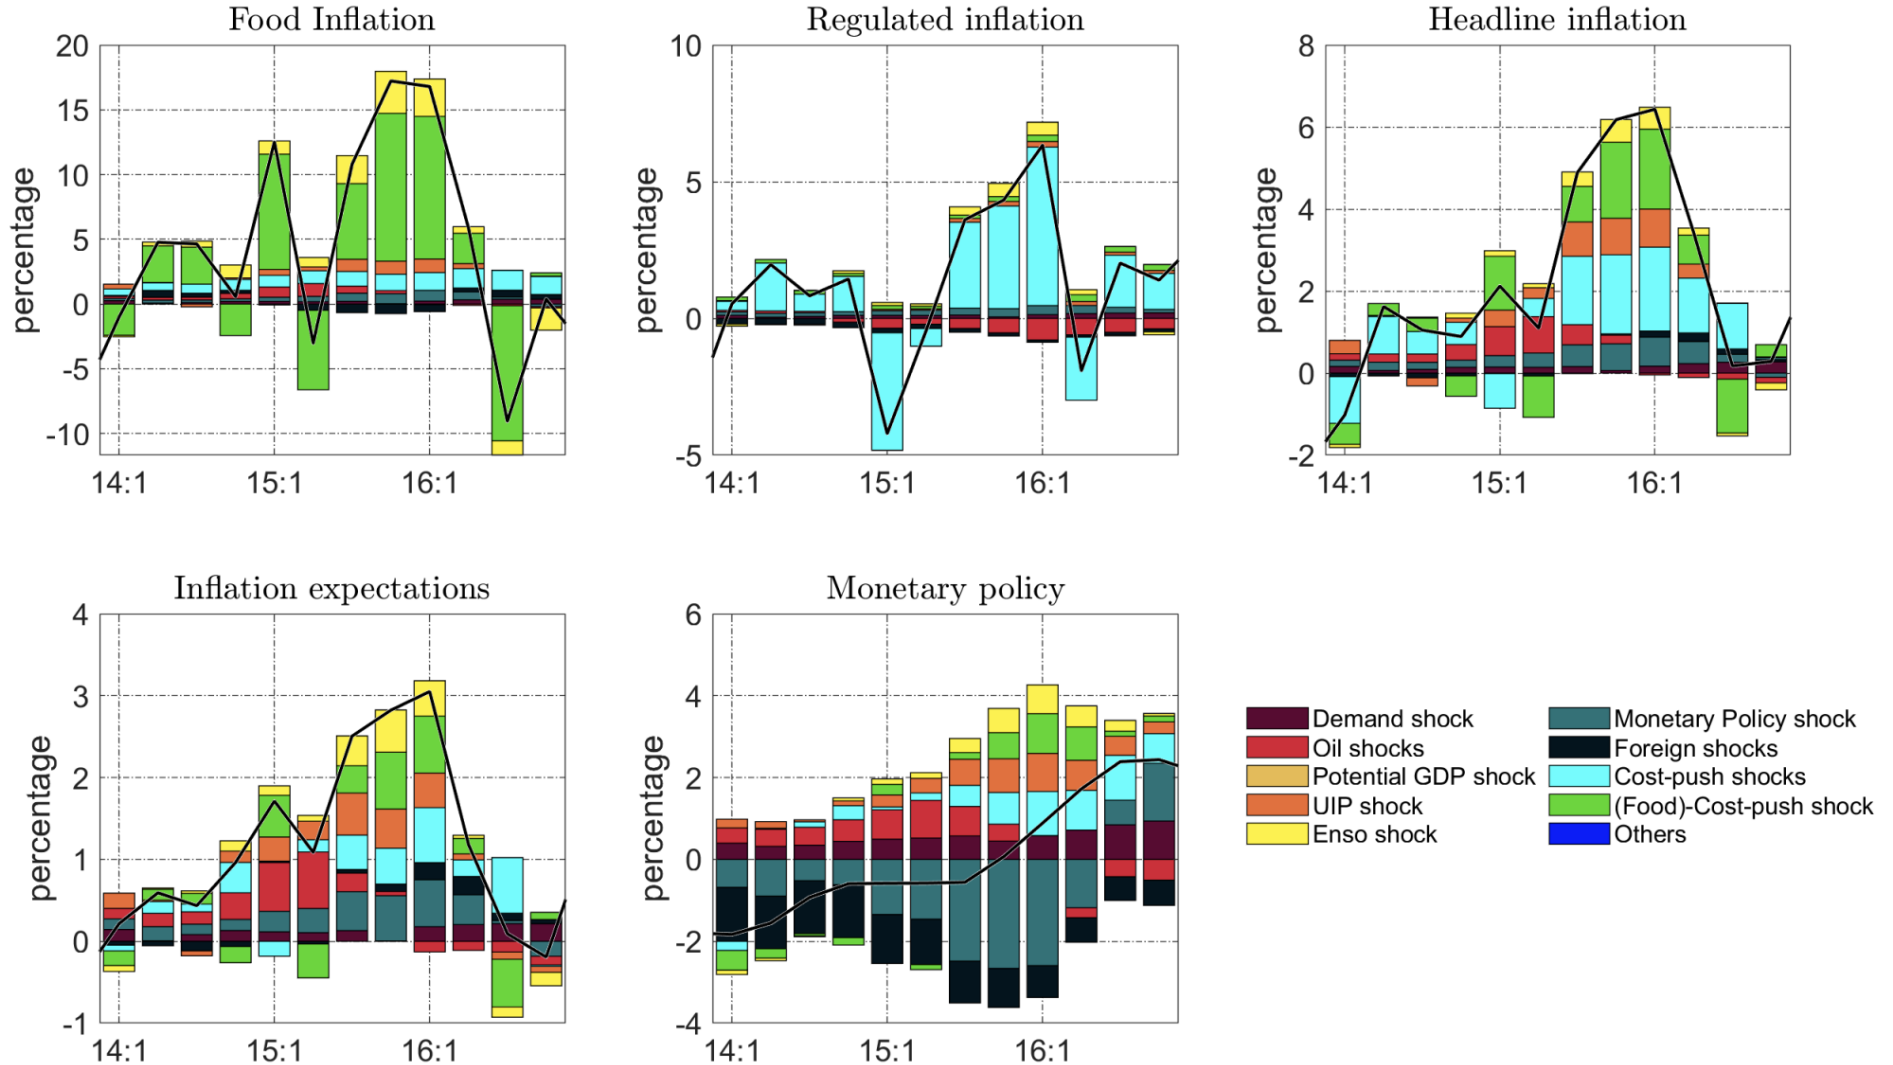 Food Inflation
20
15
10
5
0
-5
-10
percentage
14:1 15:1 16:1
Regulated inflation
10
5
0
-5
percentage
14:1 15:1 16:1
Headline inflation
8
6
4
2
0
-2
percentage
14:1 15:1 16:1
Inflation expectations
4
3
2
1
0
-1
percentage
14:1 15:1 16:1
Monetary policy
6
4
2
0
-2
-4
percentage
14:1 15:1 16:1
Demand shock
Oil shocks
Potential GDP shock
UIP shock
Enso shock
Monetary Policy shock
Foreign shocks
Cost-push shocks
(Food)-Cost-push shock
Others